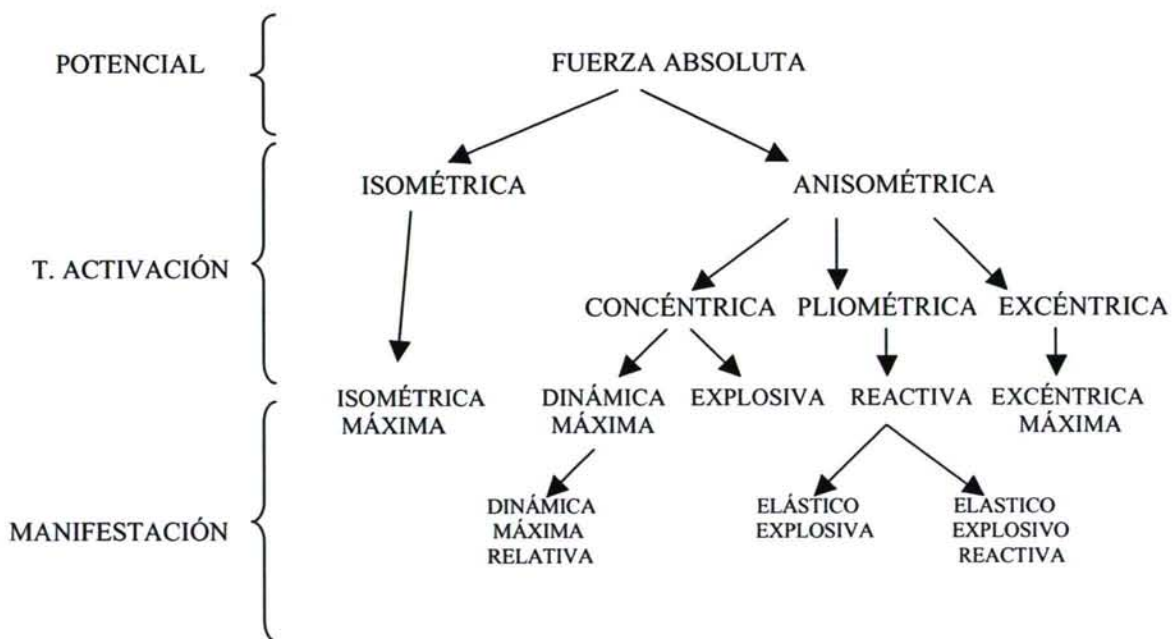 POTENCIAL
FUERZA ABSOLUTA
ISOMÉTRICA
ANISOMÉTRICA
T. ACTIVACIÓN
CONCÉNTRICA
PLIOMÉTRICA
EXCÉNTRICA
ISOMÉTRICA
MÁXIMA
DINÁMICA
MÁXIMA
EXPLOSIVA
REACTIVA
EXCÉNTRICA
MÁXIMA
MANIFESTACIÓN
DINÁMICA
MÁXIMA
RELATIVA
ELÁSTICO
EXPLOSIVA
ELASTICO
EXPLOSIVO
REACTIVA